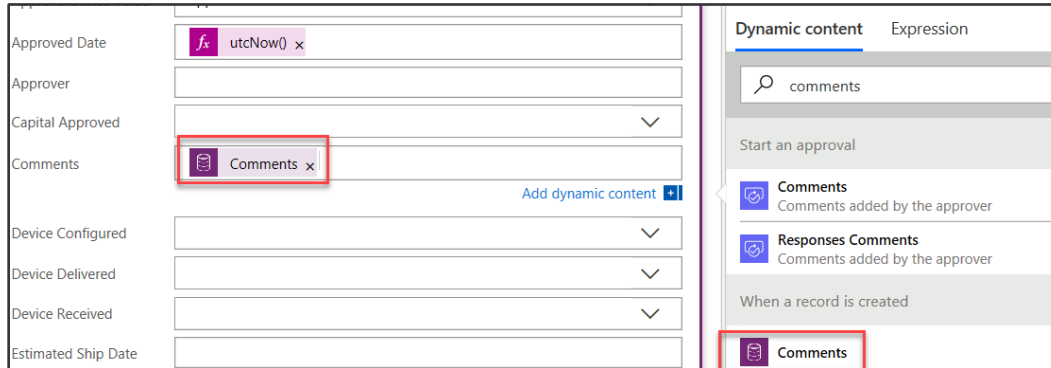 Approved Date
fx utcNow() ×
Approver
Capital Approved
Comments
Comments ×
Add dynamic content
Device Configured
Device Delivered
Device Received
Estimated Ship Date
Dynamic content Expression
comments
Start an approval
Comments
Comments added by the approver
Responses Comments
Comments added by the approver
When a record is created
Comments